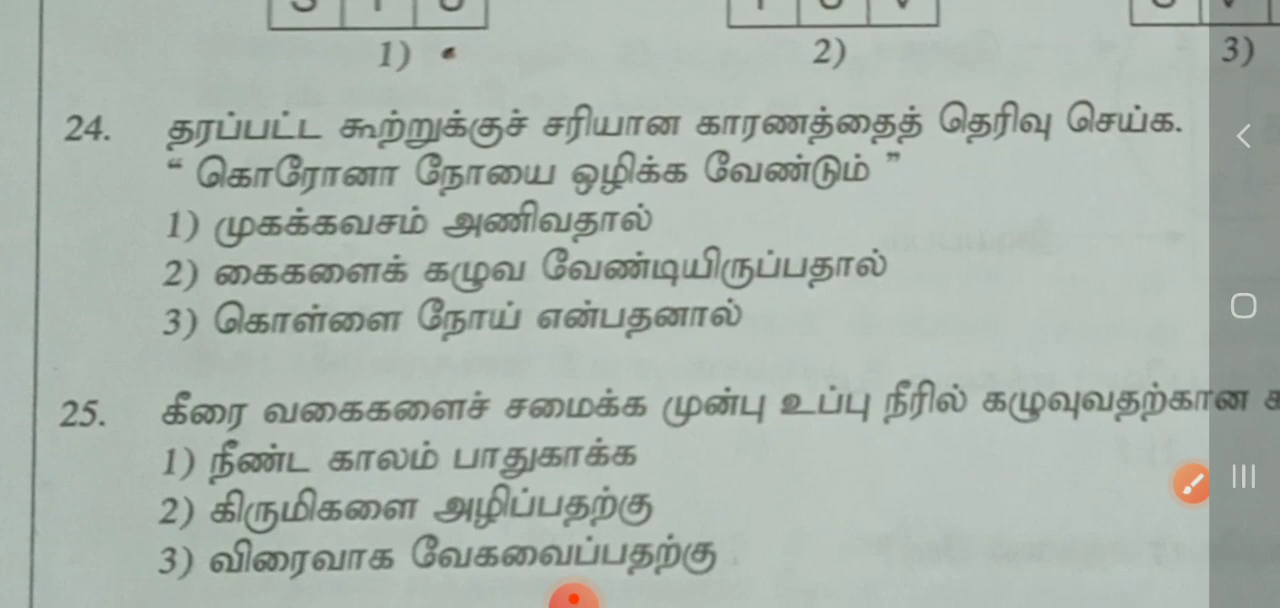 1)
2)
3)
24. தரப்பட்ட கூற்றுக்குச் சரியான காரணத்தைத் தெரிவு செய்க.
“ கொரோனா நோயை ஒழிக்க வேண்டும் ”
1) முகக்கவசம் அணிவதால்
2) கைகளைக் கழுவ வேண்டியிருப்பதால்
3) கொள்ளை நோய் என்பதனால்
25. கீரை வகைகளைச் சமைக்க முன்பு உப்பு நீரில் கழுவுவதற்கான
1) நீண்ட காலம் பாதுகாக்க
2) கிருமிகளை அழிப்பதற்கு
3) விரைவாக வேகவைப்பதற்கு